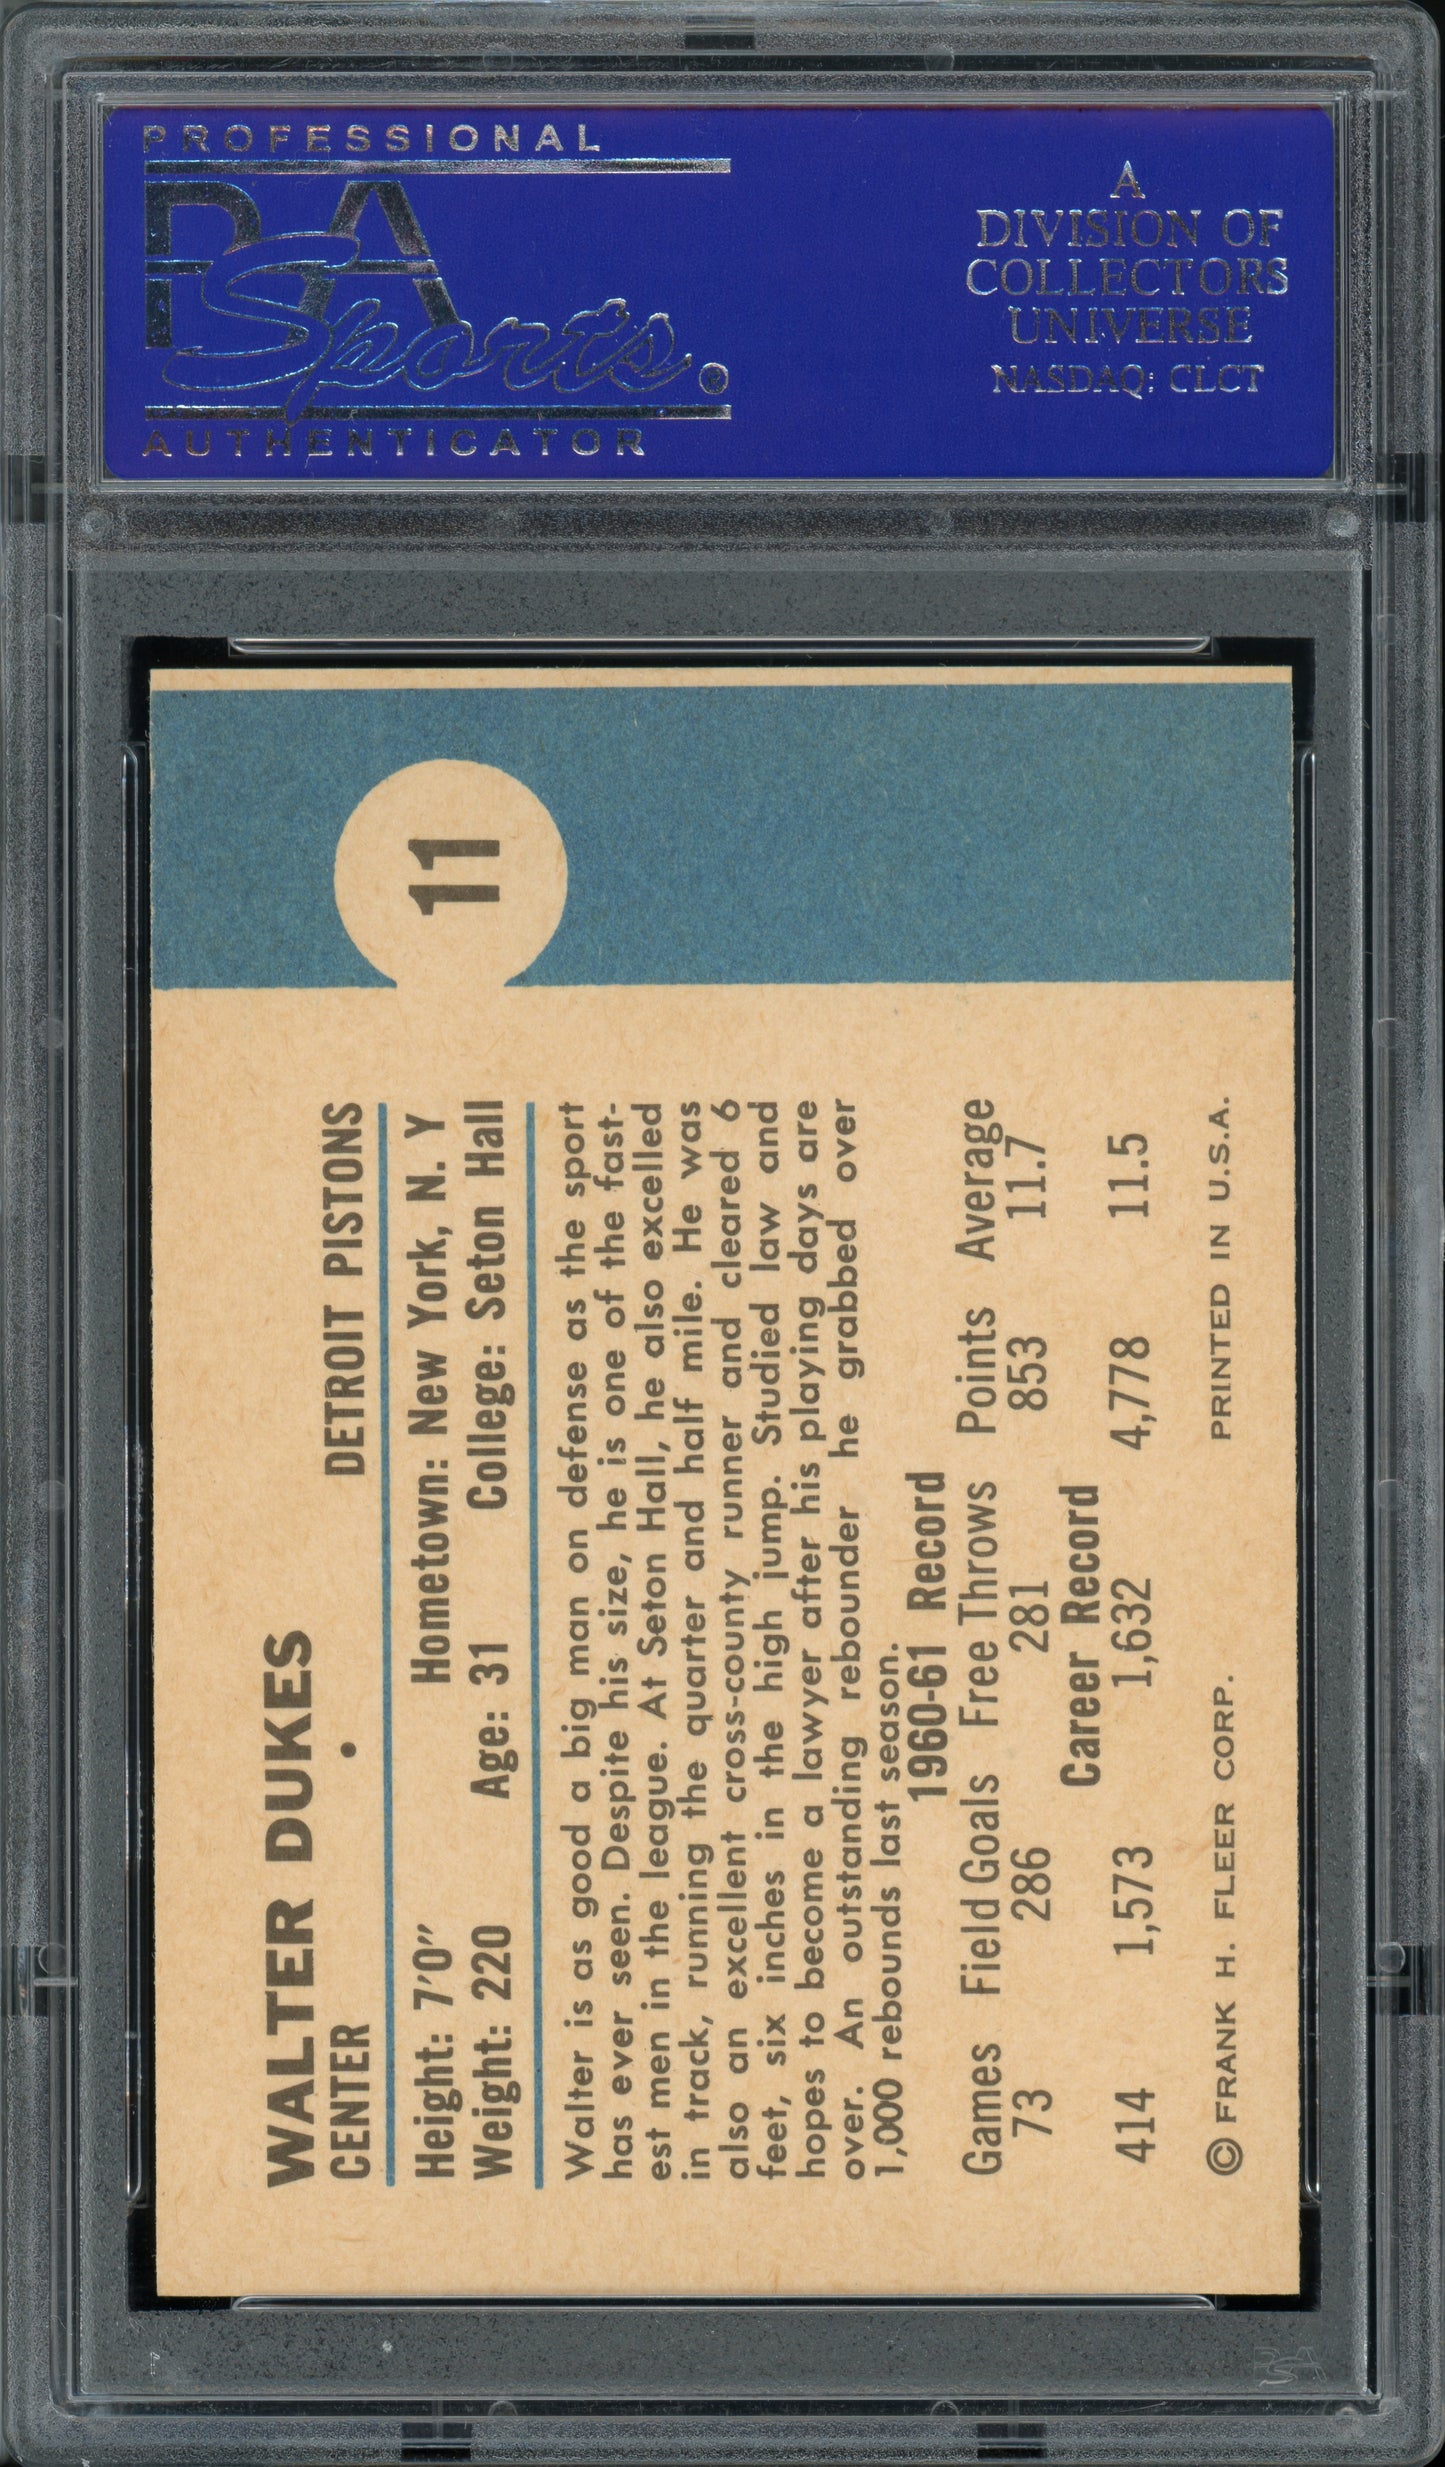 PROFESSIONAL
PSA
Sports®
AUTHENTICATOR
A
DIVISION OF
COLLECTORS
UNIVERSE
NASDAQ: CLCT
11
WALTER DUKES
CENTER • DETROIT PISTONS
Height: 7'0" Hometown: New York, N. Y
Weight: 220 Age: 31 College: Seton Hall
Walter is as good a big man on defense as the sport
has ever seen. Despite his size, he is one of the fast-
est men in the league. At Seton Hall, he also excelled
in track, running the quarter and half mile. He was
also an excellent cross-county runner and cleared 6
feet, six inches in the high jump. Studied law and
hopes to become a lawyer after his playing days are
over. An outstanding rebounder he grabbed over
1,000 rebounds last season.
1960-61 Record
Games Field Goals Free Throws Points Average
73 286 281 853 11.7
Career Record
414 1,573 1,632 4,778 11.5
© FRANK H. FLEER CORP. PRINTED IN U.S.A.
PSA